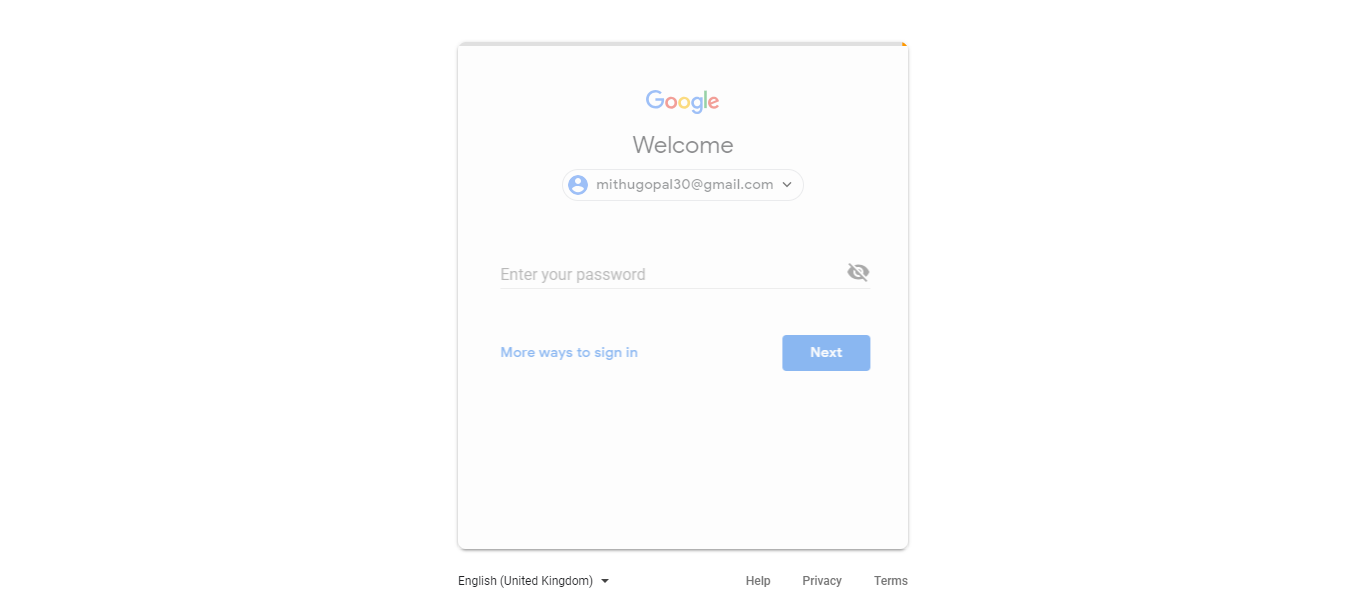 Google
Welcome
mithugopal30@gmail.com
Enter your password
More ways to sign in
Next
English (United Kingdom)
Help
Privacy
Terms